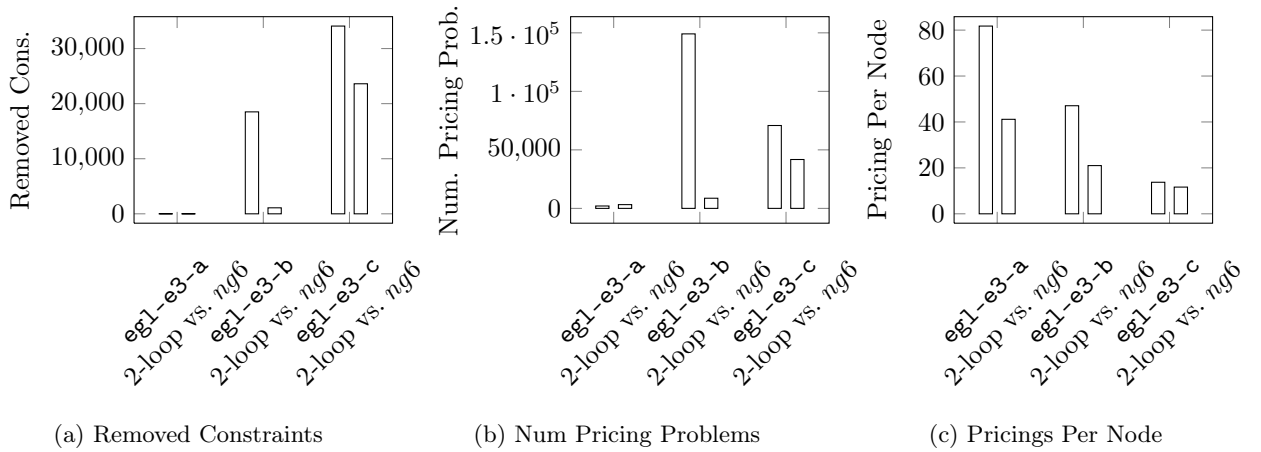 Removed Cons.
30,000
20,000
10,000
0
egl-e3-a
2-loop vs. ng6
egl-e3-b
2-loop vs. ng6
egl-e3-c
2-loop vs. ng6
(a) Removed Constraints
Num. Pricing Prob.
1.5 · 10⁵
1 · 10⁵
50,000
0
egl-e3-a
2-loop vs. ng6
egl-e3-b
2-loop vs. ng6
egl-e3-c
2-loop vs. ng6
(b) Num Pricing Problems
Pricing Per Node
80
60
40
20
0
egl-e3-a
2-loop vs. ng6
egl-e3-b
2-loop vs. ng6
egl-e3-c
2-loop vs. ng6
(c) Pricings Per Node